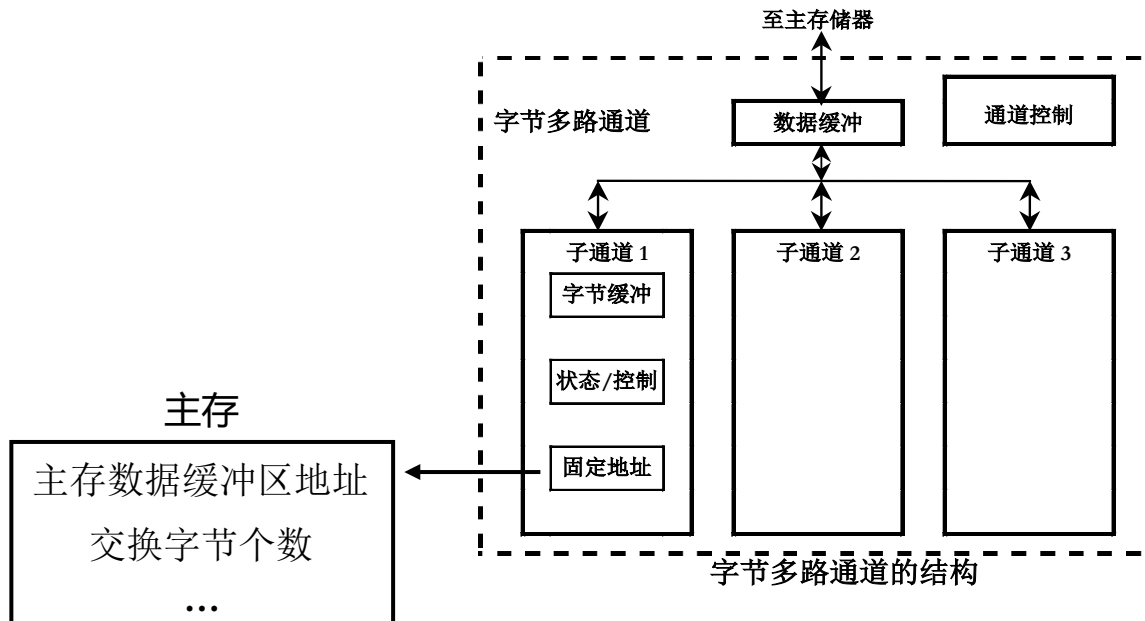 至主存储器
字节多路通道
数据缓冲
通道控制
子通道 1
子通道 2
子通道 3
字节缓冲
状态/控制
固定地址
主存
主存数据缓冲区地址
交换字节个数
...
字节多路通道的结构